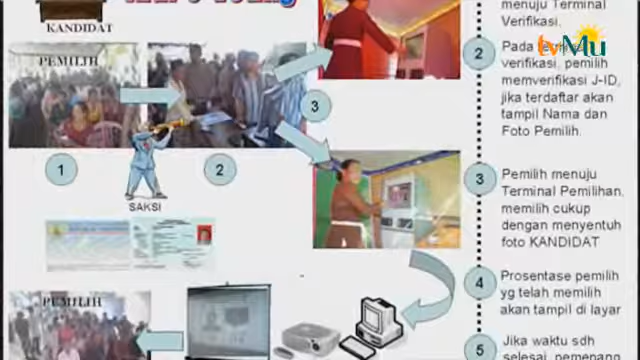 menuju Terminal
Verifikasi.
KANDIDAT
tvMu
PEMILIH
2
Pada
verifikasi, pemilih
memverifikasi J-ID,
jika terdaftar akan
tampil Nama dan
Foto Pemilih.
3
1
2
SAKSI
3
Pemilih menuju
Terminal Pemilihan,
memilih cukup
dengan menyentuh
foto KANDIDAT
4
Prosentase pemilih
yg telah memilih
akan tampil di layar
PEMILIH
5
Jika waktu sdh
selesai, pemenang